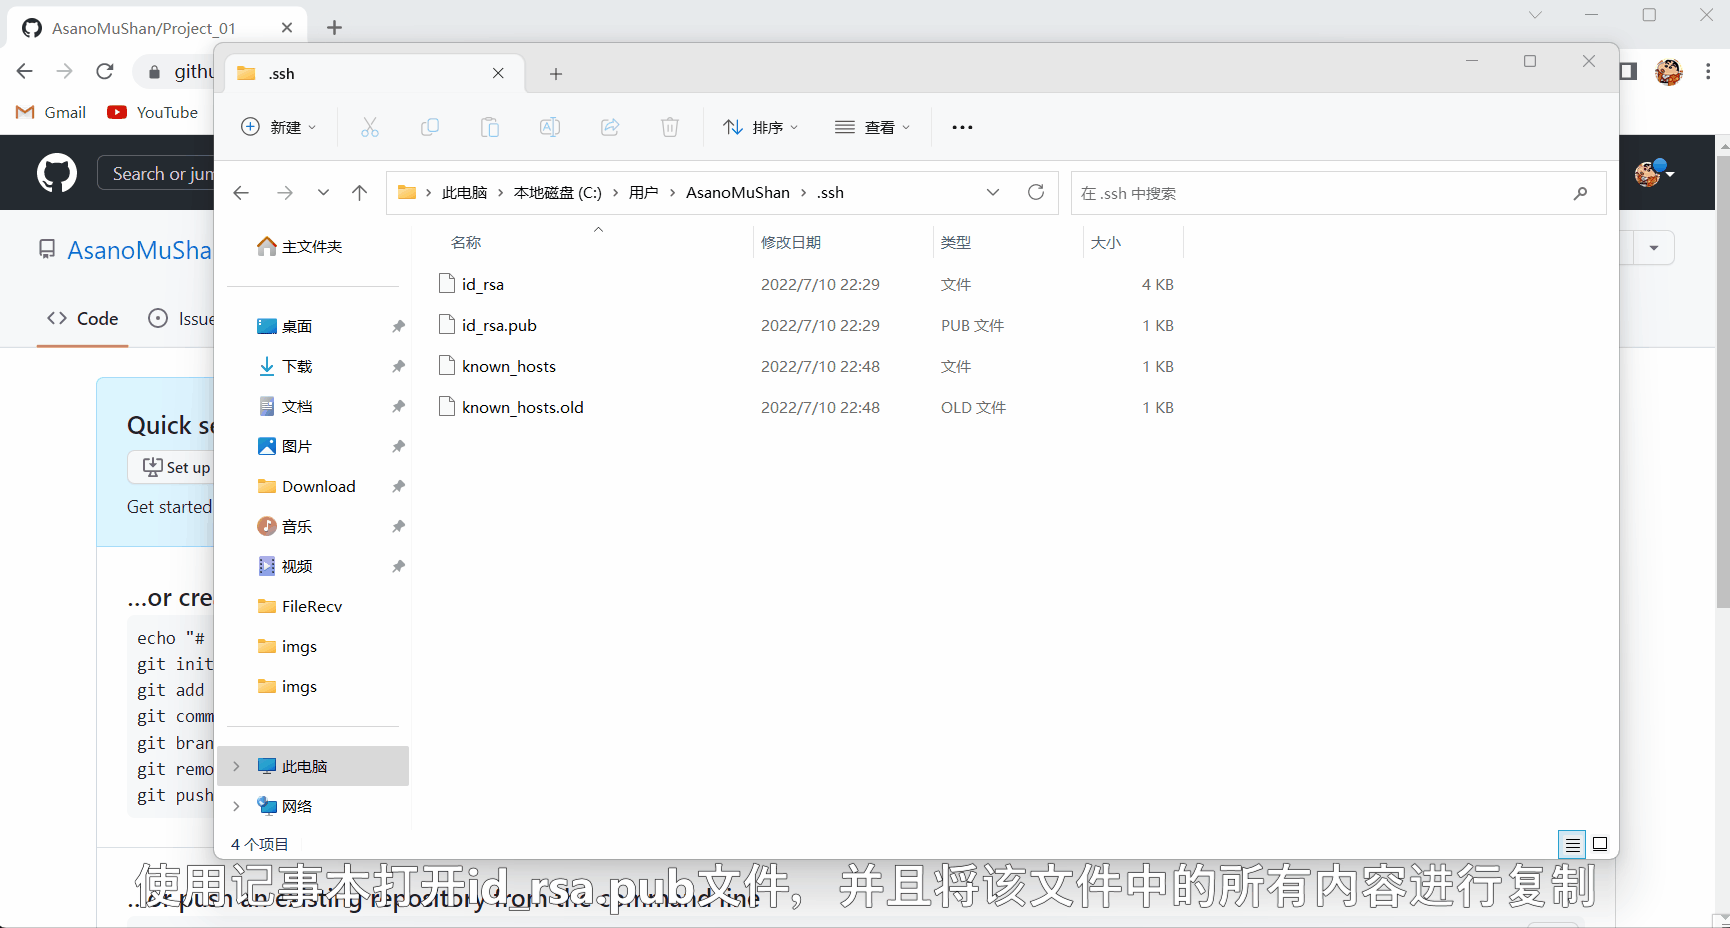 AsanoMuShan/Project_01
.ssh
Gmail
YouTube
新建
排序
查看
Search or jum
此电脑
本地磁盘 (C:)
用户
AsanoMuShan
.ssh
在 .ssh 中搜索
AsanoMuSha
Code
Issue
主文件夹
桌面
下载
文档
图片
Download
音乐
视频
FileRecv
imgs
imgs
此电脑
网络
名称 修改日期 类型 大小
id_rsa 2022/7/10 22:29 文件 4 KB
id_rsa.pub 2022/7/10 22:29 PUB 文件 1 KB
known_hosts 2022/7/10 22:48 文件 1 KB
known_hosts.old 2022/7/10 22:48 OLD 文件 1 KB
Quick se
Set up
Get started
...or cre
echo "#
git init
git add
git comm
git bran
git remo
git push
4 个项目
使用记事本打开id_rsa.pub文件， 并且将该文件中的所有内容进行复制
...or push an existing repository from the command line